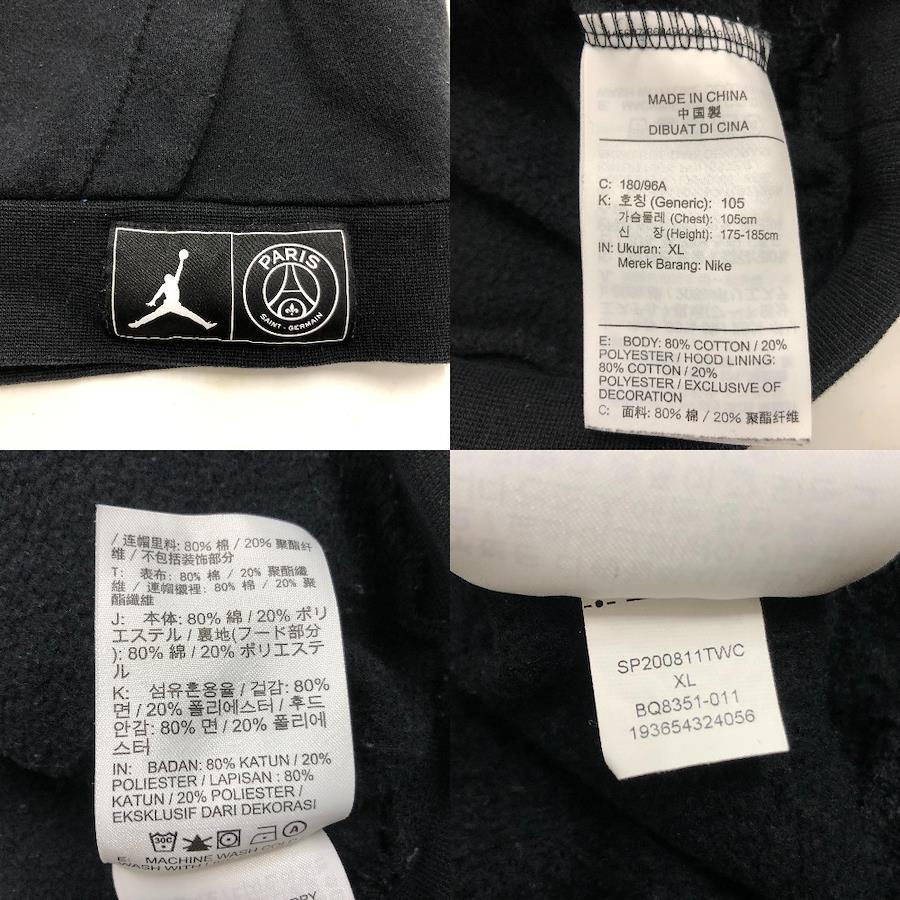 PARIS
SAINT-GERMAIN
MADE IN CHINA
中国製
DIBUAT DI CINA
C: 180/96A
K: 호칭 (Generic): 105
가슴둘레 (Chest): 105cm
신 장 (Height): 175-185cm
IN: Ukuran: XL
Merek Barang: Nike
E: BODY: 80% COTTON / 20%
POLYESTER / HOOD LINING:
80% COTTON / 20%
POLYESTER / EXCLUSIVE OF
DECORATION
C: 面料: 80% 棉 / 20% 聚酯纤维
/ 连帽里料: 80% 棉 / 20% 聚酯纤
维 / 不包括装饰部分
T: 表布: 80% 棉 / 20% 聚酯纖
維 / 連帽襯裡: 80% 棉 / 20% 聚
酯纖維
J: 本体: 80% 綿 / 20% ポリ
エステル / 裏地(フード部分
): 80% 綿 / 20% ポリエステ
ル
K: 섬유혼용율 / 겉감: 80%
면 / 20% 폴리에스터 / 후드
안감: 80% 면 / 20% 폴리에
스터
IN: BADAN: 80% KATUN / 20%
POLIESTER / LAPISAN : 80%
KATUN / 20% POLIESTER /
EKSKLUSIF DARI DEKORASI
30C A
E: MACHINE WASH COLD
WASH WITH
SP200811TWC
XL
BQ8351-011
193654324056